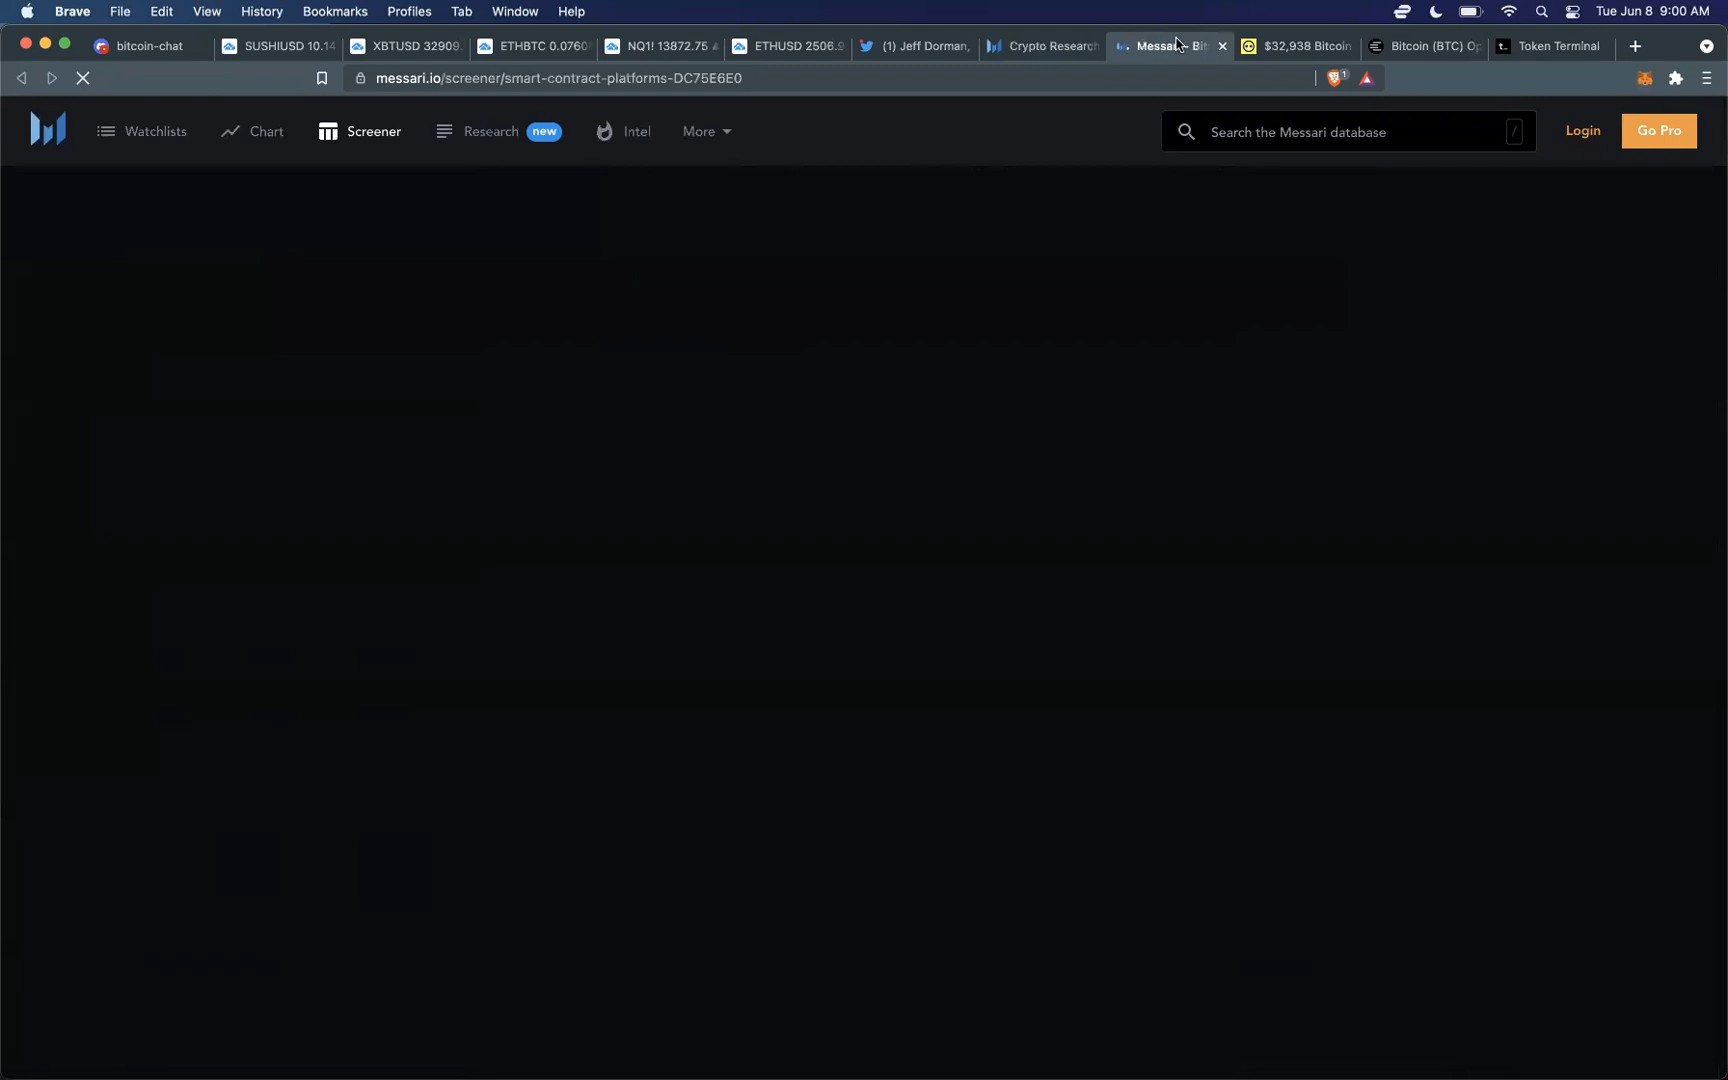 Brave File Edit View History Bookmarks Profiles Tab Window Help Tue Jun 8 9:00 AM
bitcoin-chat SUSHIUSD 10.14 XBTUSD 32909. ETHBTC 0.0760 NQ1! 13872.75 ETHUSD 2506.9 (1) Jeff Dorman, Crypto Research Messari Bit $32,938 Bitcoin Bitcoin (BTC) Op Token Terminal
messari.io/screener/smart-contract-platforms-DC75E6E0 1
Watchlists Chart Screener Research new Intel More Search the Messari database / Login Go Pro